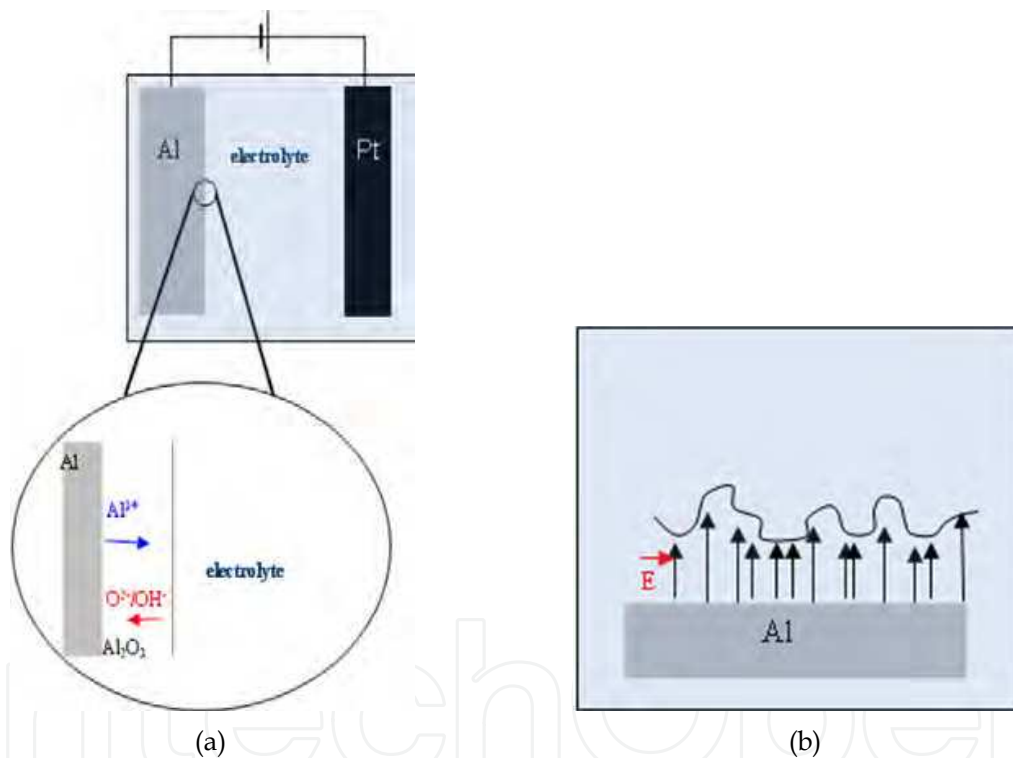 Al
electrolyte
Pt
Al
Al³⁺
electrolyte
O²⁻/OH⁻
Al₂O₃
(a)
E
Al
(b)